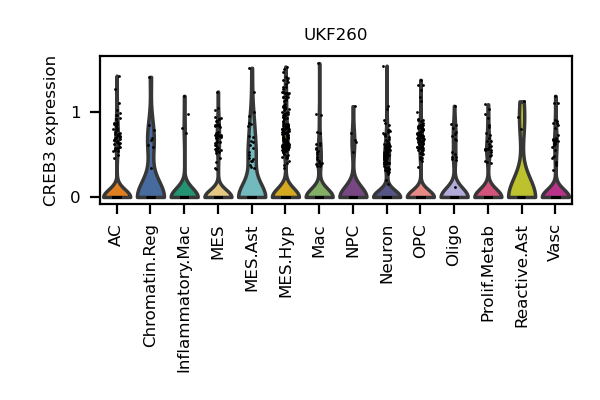 UKF260
CREB3 expression
1
0
AC
Chromatin.Reg
Inflammatory.Mac
MES
MES.Ast
MES.Hyp
Mac
NPC
Neuron
OPC
Oligo
Prolif.Metab
Reactive.Ast
Vasc